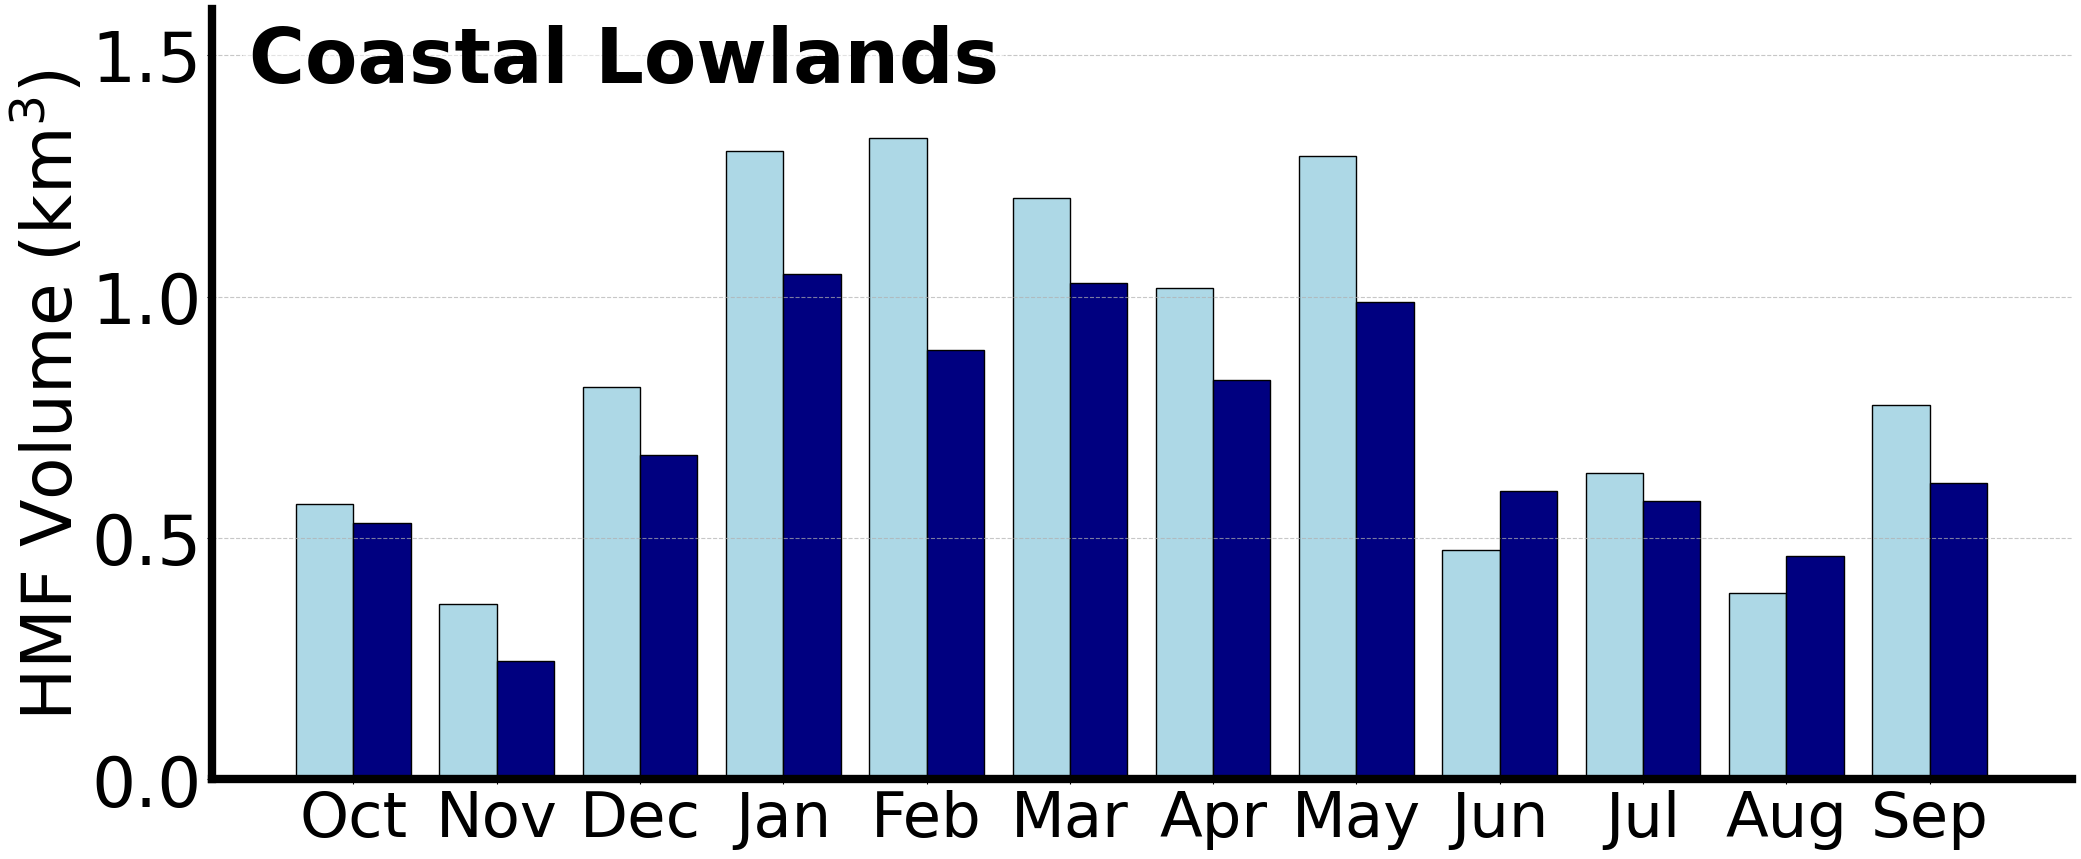 Coastal Lowlands
HMF Volume (km³)
1.5
1.0
0.5
0.0
Oct Nov Dec Jan Feb Mar Apr May Jun Jul Aug Sep